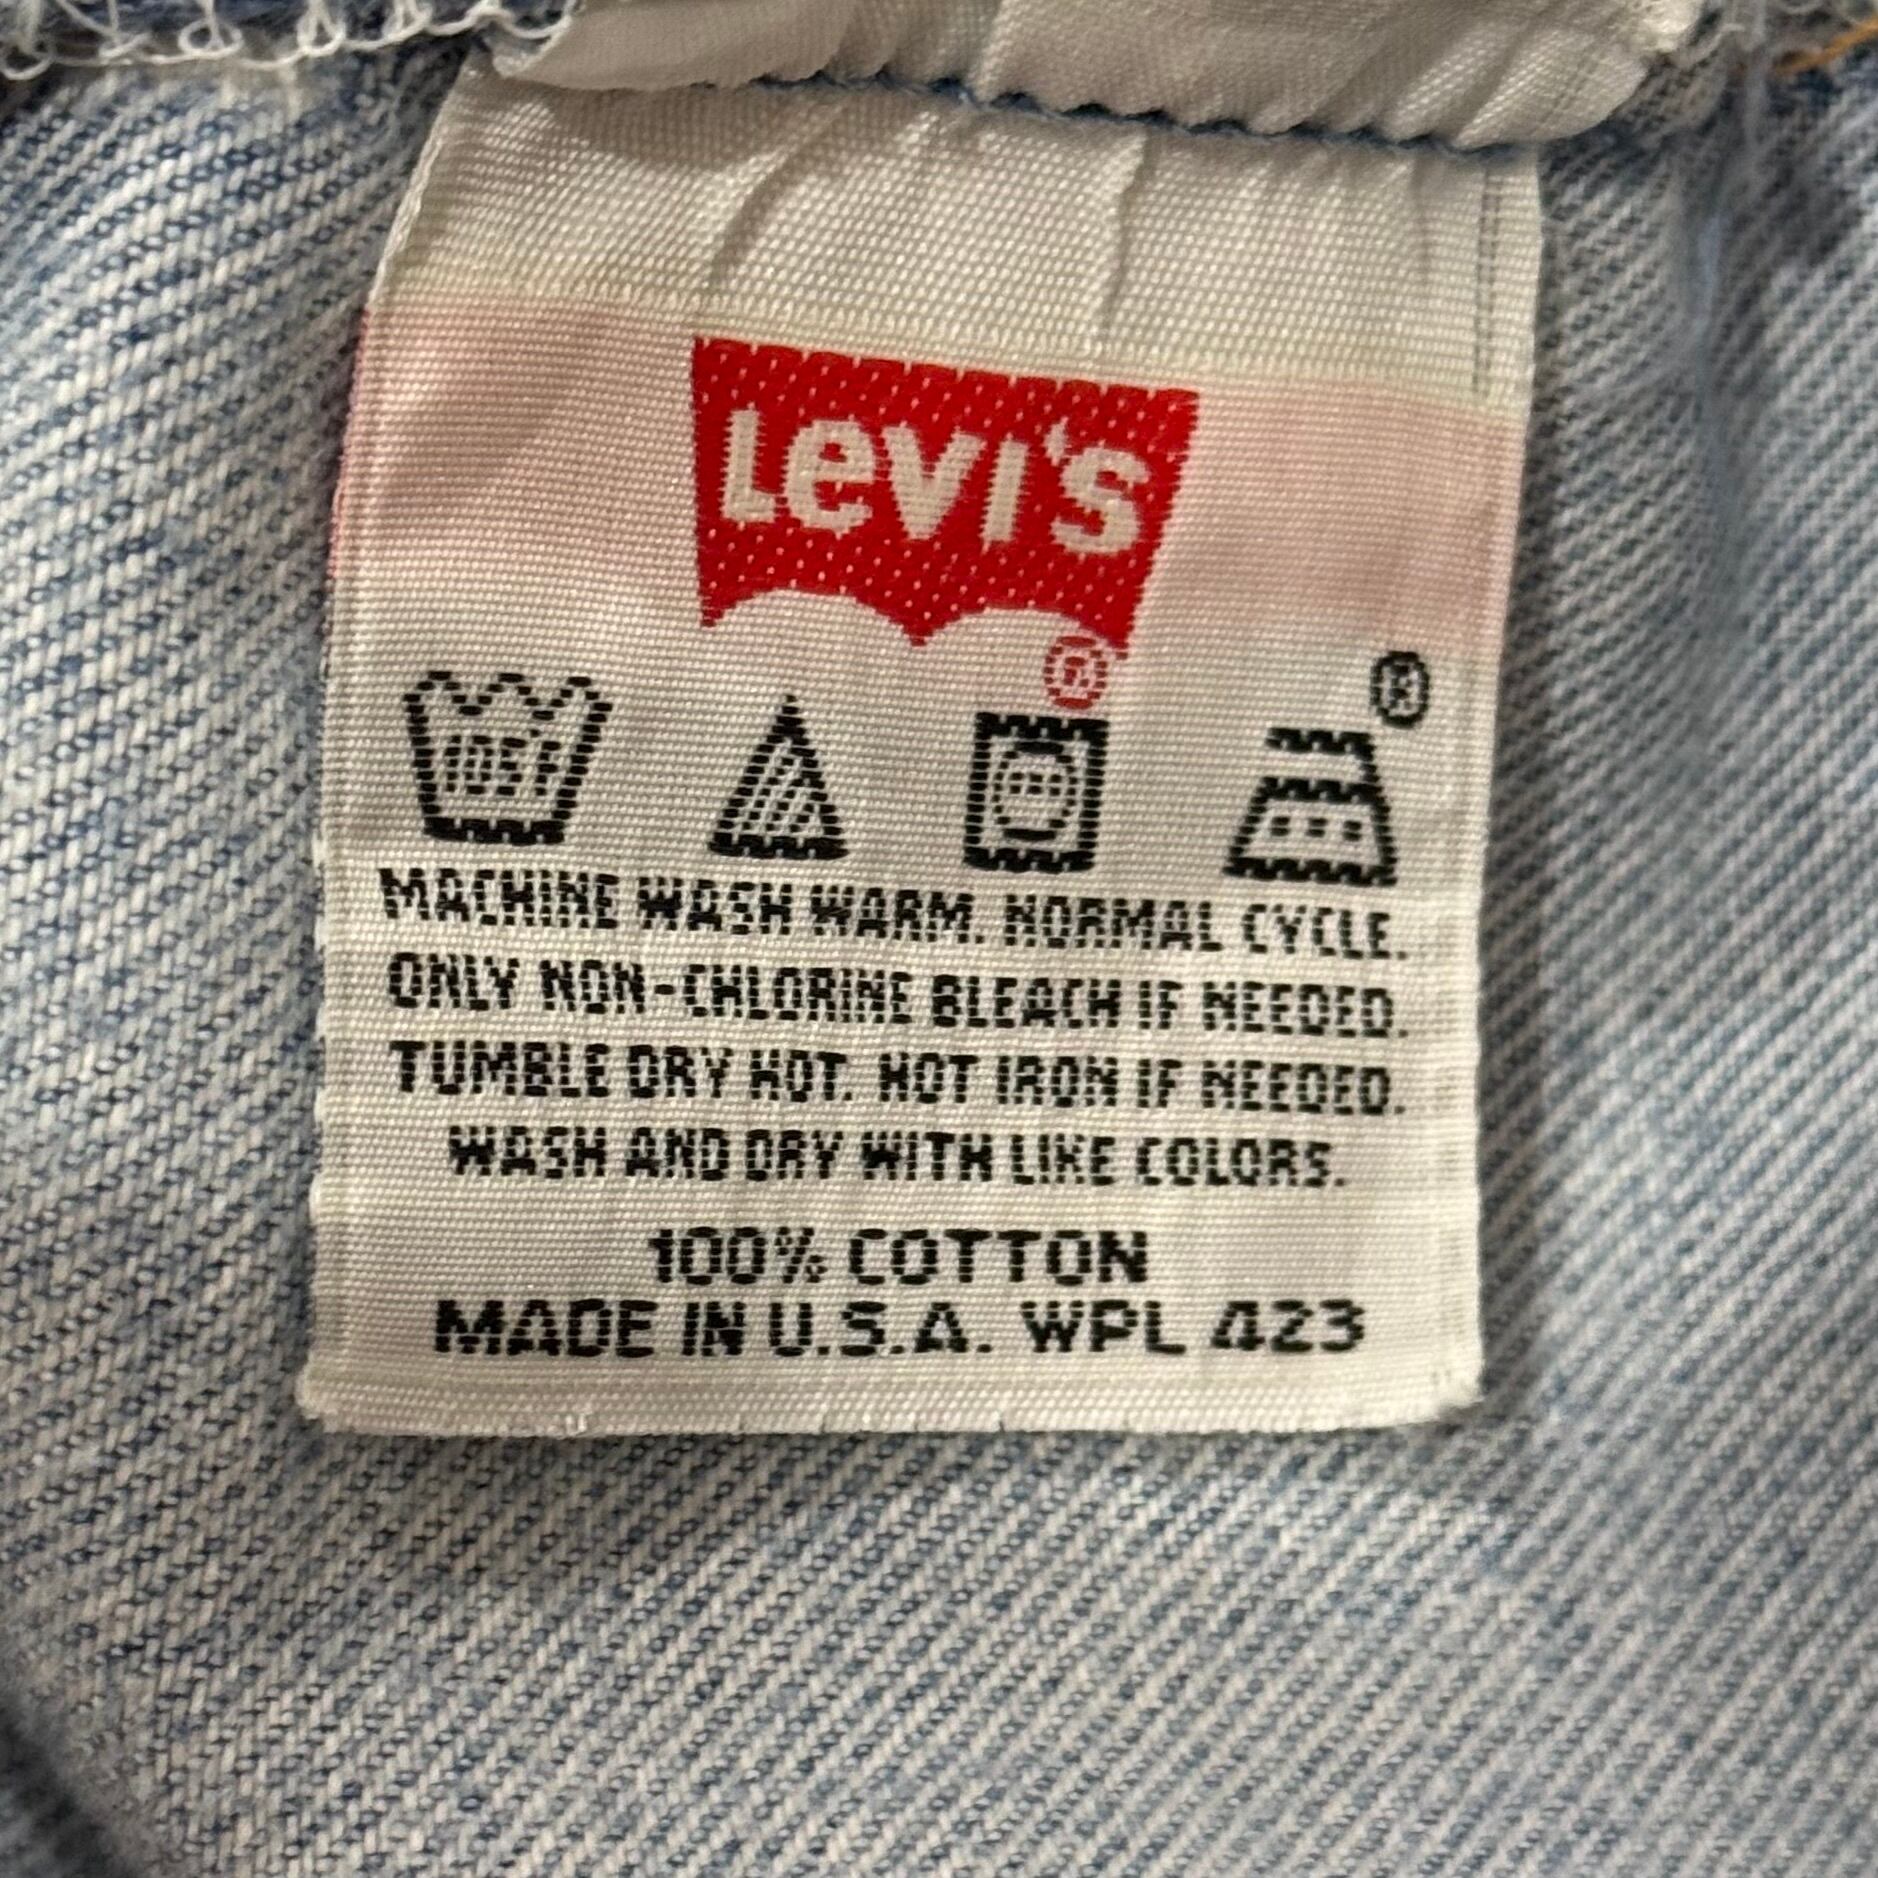 LEVI'S
®
®
105F
MACHINE WASH WARM. NORMAL CYCLE.
ONLY NON-CHLORINE BLEACH IF NEEDED.
TUMBLE DRY HOT. HOT IRON IF NEEDED.
WASH AND DRY WITH LIKE COLORS.
100% COTTON
MADE IN U.S.A. WPL 423